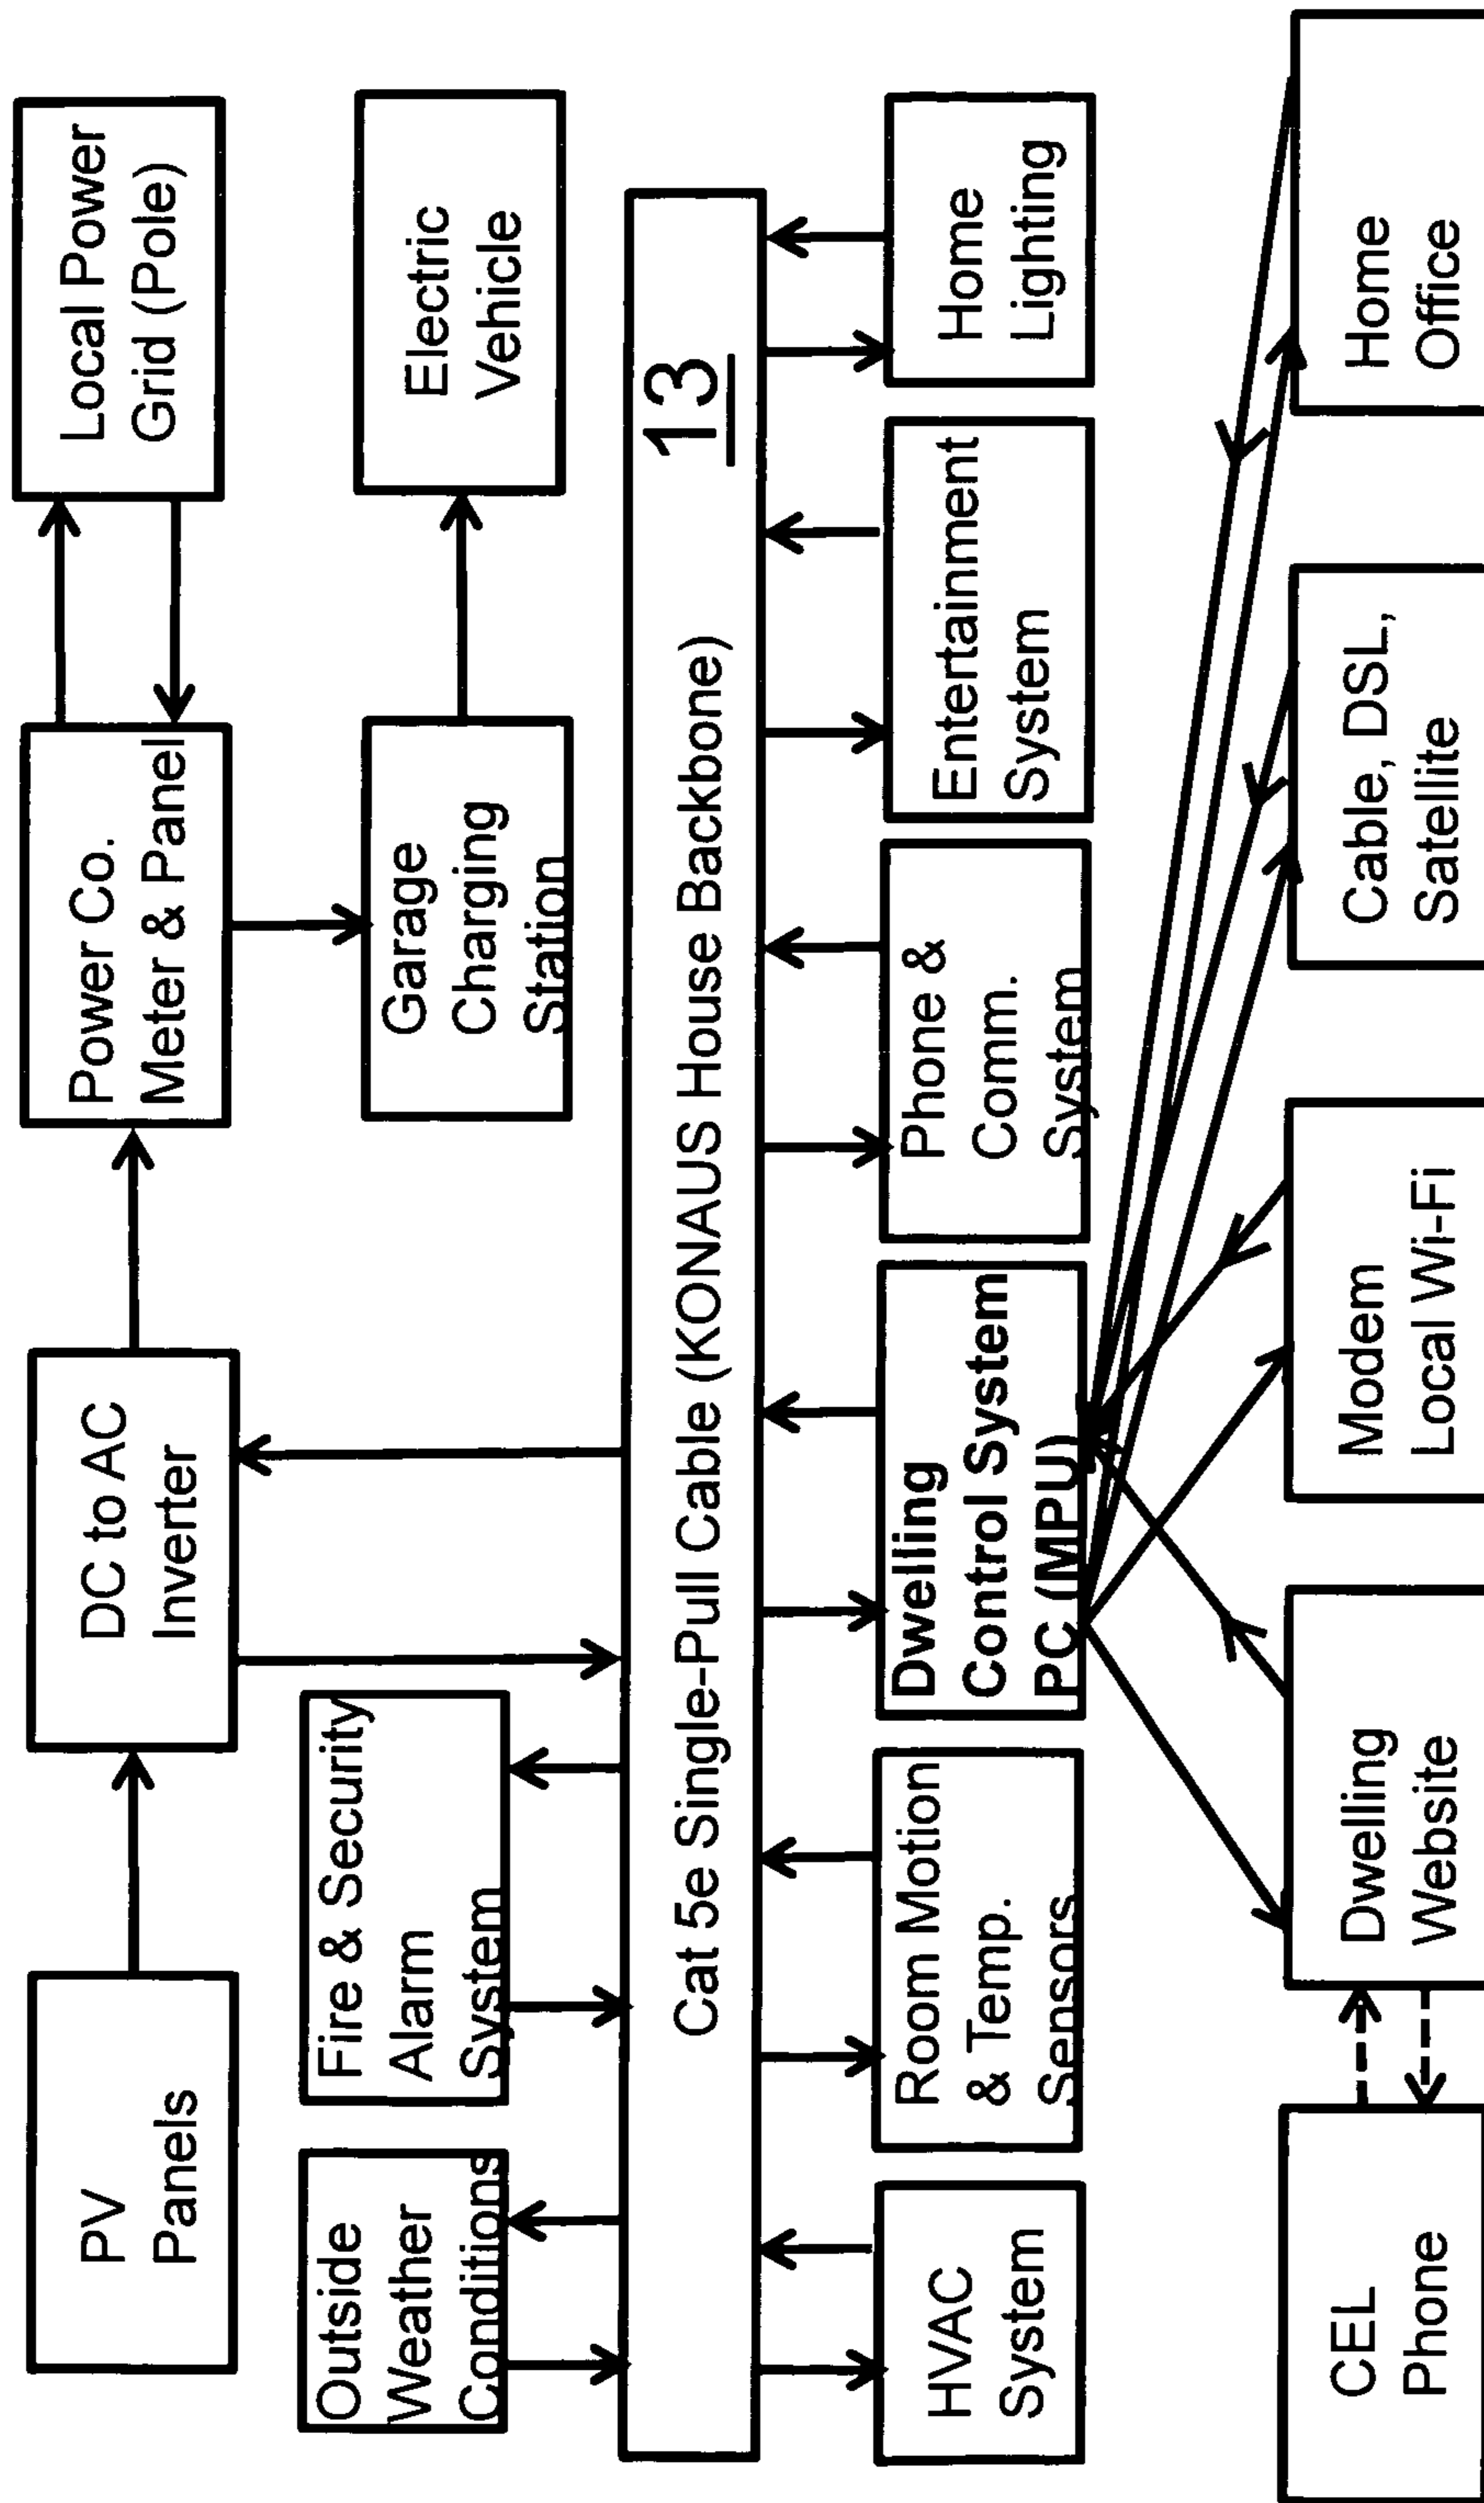 PV
Panels
DC to AC
Inverter
Power Co.
Meter & Panel
Local Power
Grid (Pole)
Outside
Weather
Conditions
Fire & Security
Alarm
System
Garage
Charging
Station
Electric
Vehicle
Cat 5e Single-Pull Cable (KONAUS House Backbone)
13
HVAC
System
Room Motion
& Temp.
Sensors
Dwelling
Control System
PC (MPU)
Phone &
Comm.
System
Entertainment
System
Home
Lighting
CEL
Phone
Dwelling
Website
Modem
Local Wi-Fi
Cable, DSL,
Satellite
Home
Office